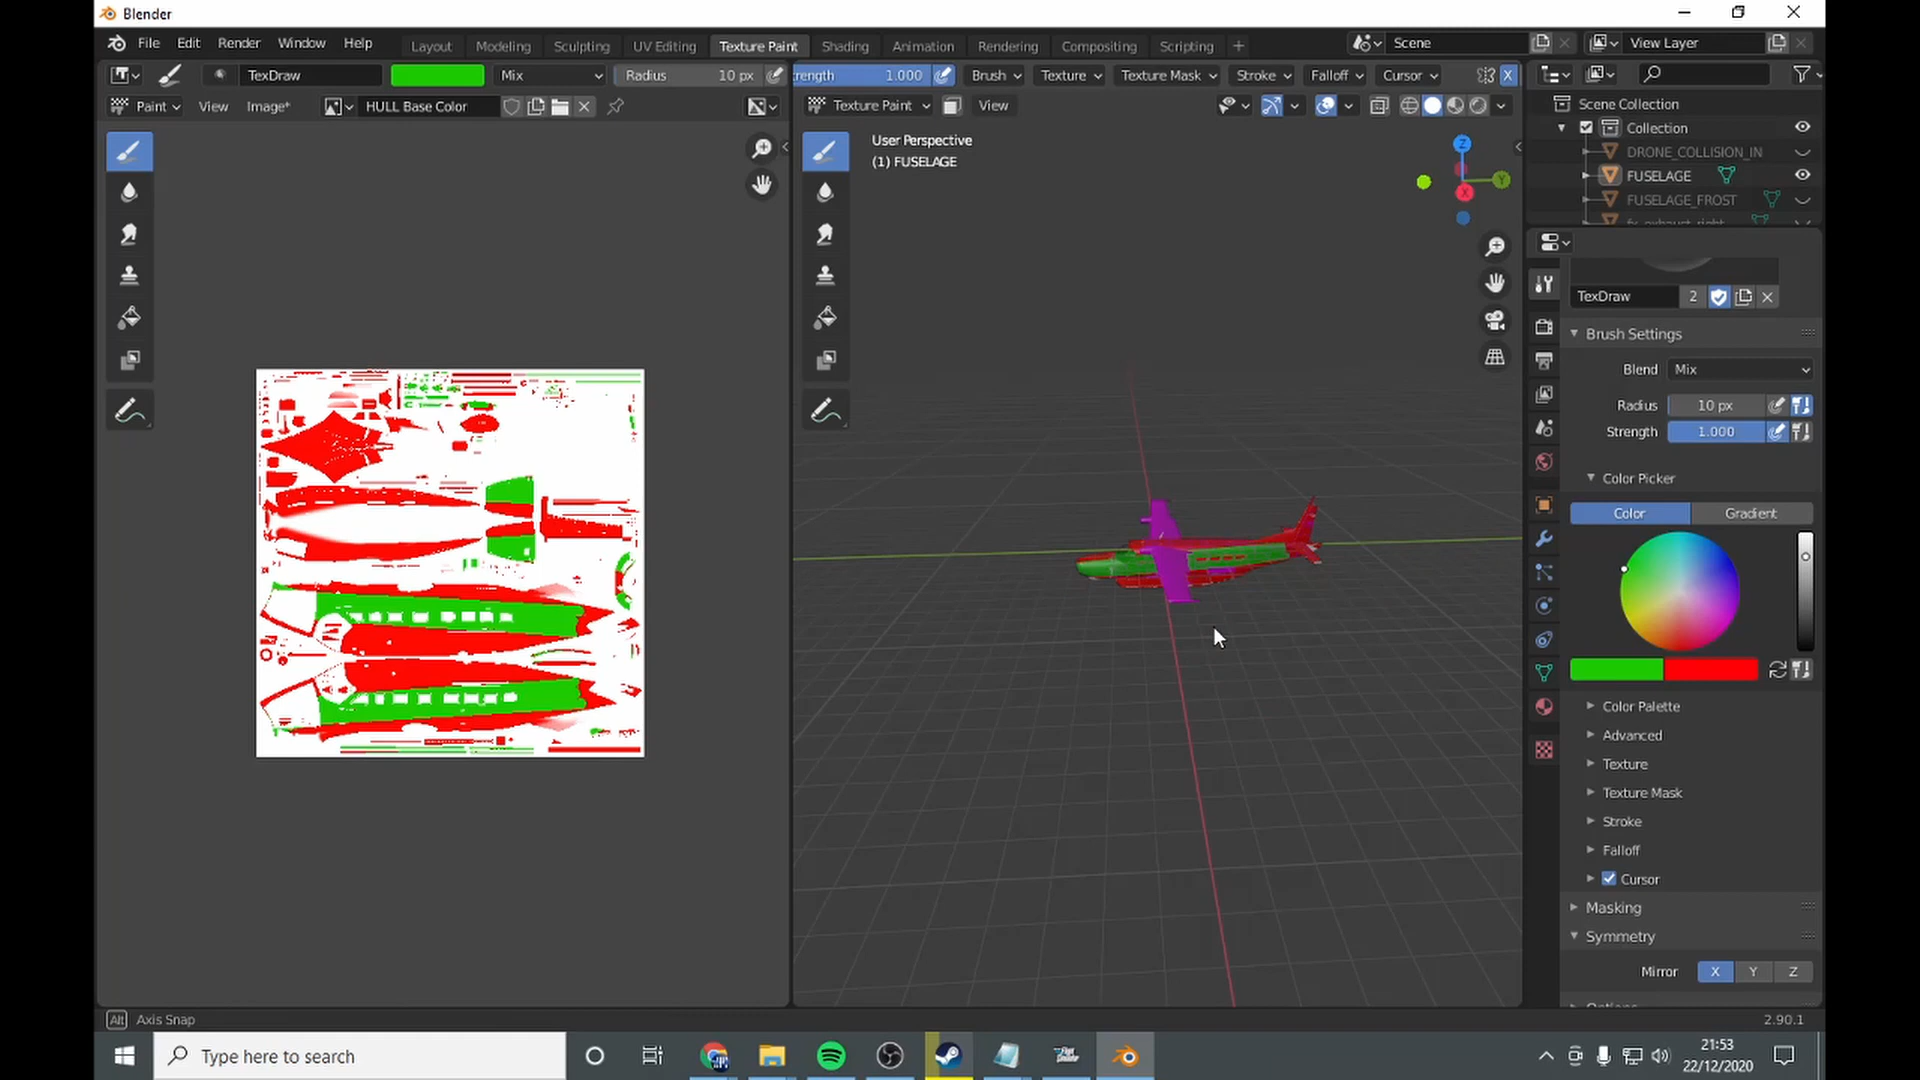 Blender
File Edit Render Window Help Layout Modeling Sculpting UV Editing Texture Paint Shading Animation Rendering Compositing Scripting + Scene View Layer
TexDraw Mix Radius 10 px 1.000 Brush Texture Texture Mask Stroke Falloff Cursor X
Paint View Image* HULL Base Color Texture Paint View
Scene Collection
Collection
DRONE_COLLISION_IN
FUSELAGE
FUSELAGE_FROST
User Perspective
(1) FUSELAGE
Z
Y
X
TexDraw 2
Brush Settings
Blend Mix
Radius 10 px
Strength 1.000
Color Picker
Color Gradient
Color Palette
Advanced
Texture
Texture Mask
Stroke
Falloff
Cursor
Masking
Symmetry
Mirror X Y Z
Alt Axis Snap 2.90.1
Type here to search
21:53
22/12/2020